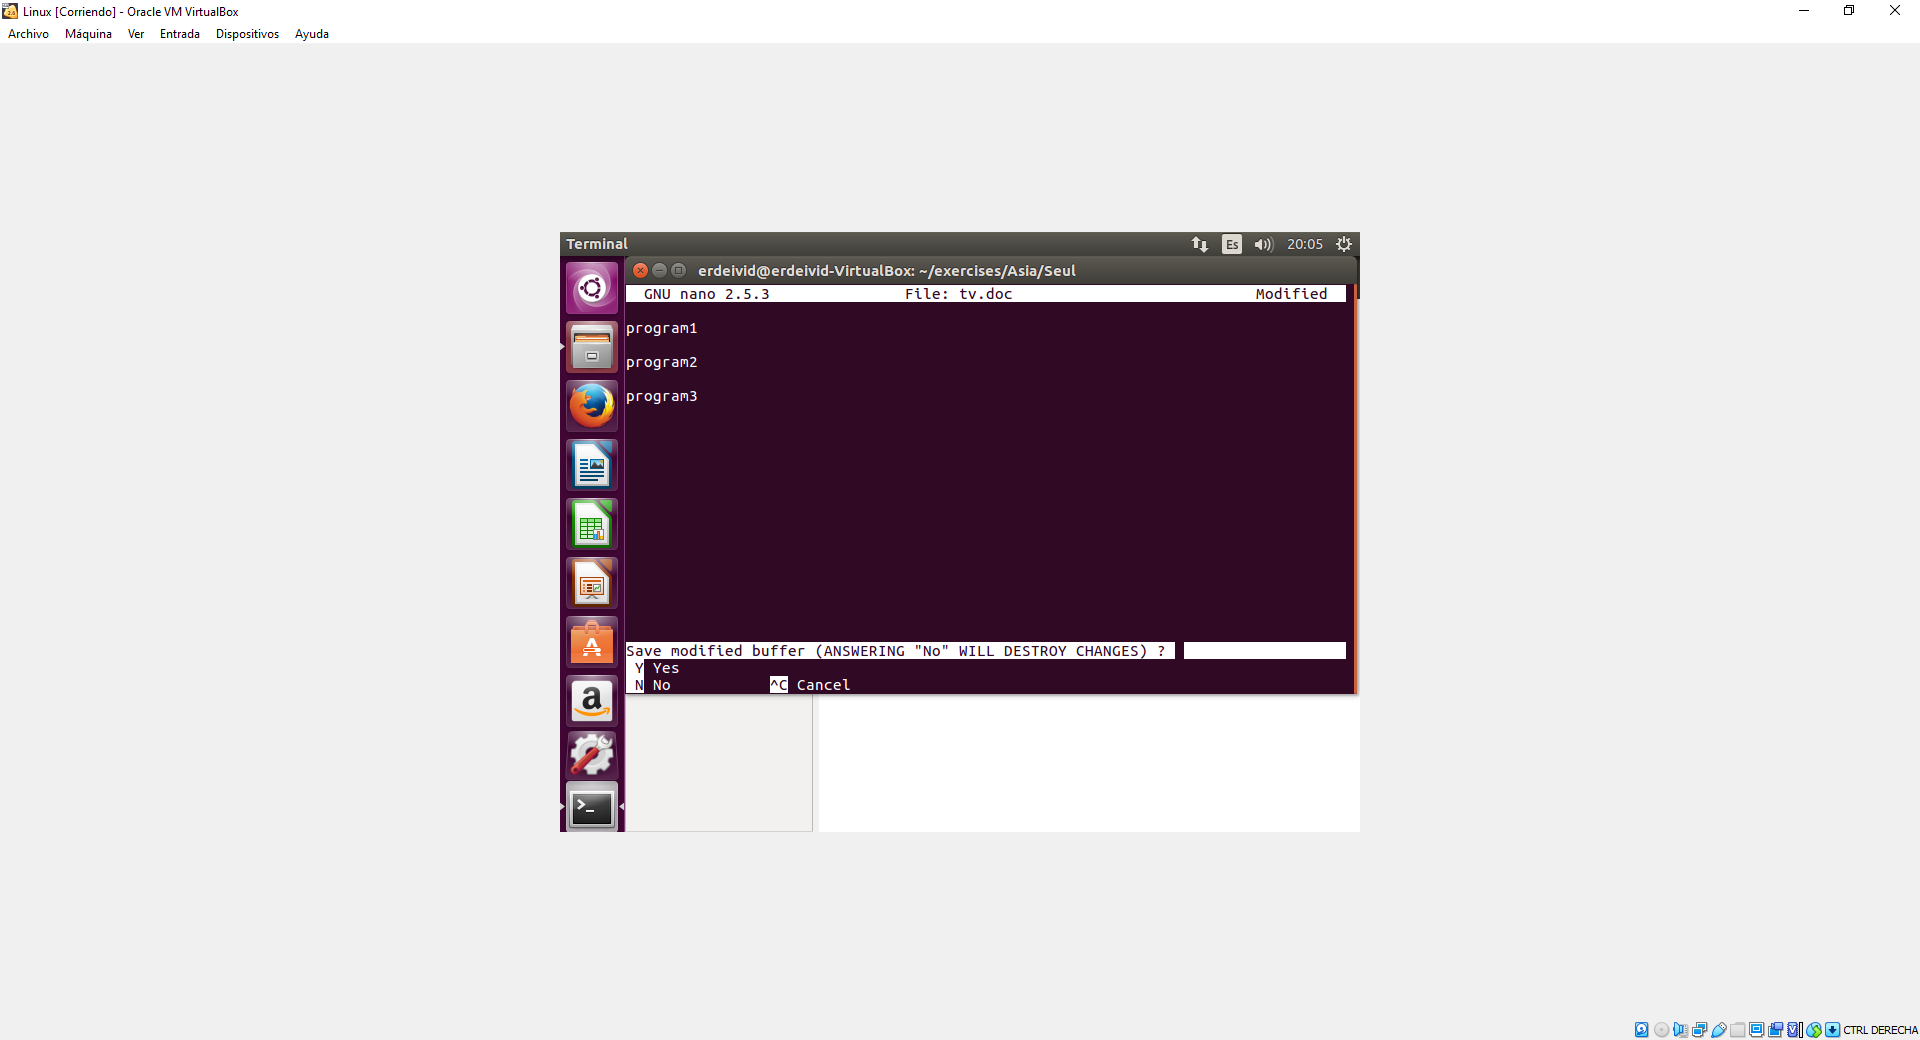 Linux [Corriendo] - Oracle VM VirtualBox
Archivo Máquina Ver Entrada Dispositivos Ayuda
Terminal Es 20:05
erdeivid@erdeivid-VirtualBox: ~/exercises/Asia/Seul
GNU nano 2.5.3 File: tv.doc Modified
program1
program2
program3
Save modified buffer (ANSWERING "No" WILL DESTROY CHANGES) ?
Y Yes
N No ^C Cancel
CTRL DERECHA